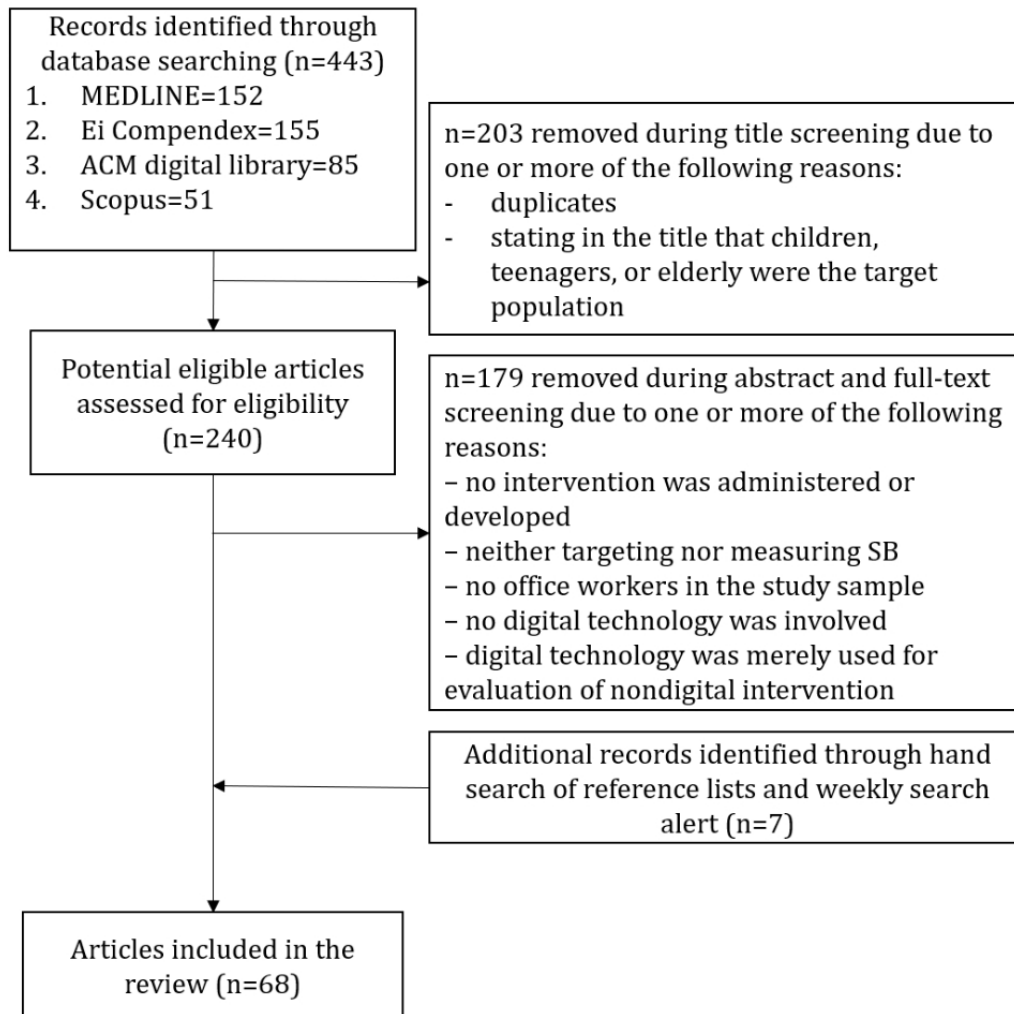 Records identified through
database searching (n=443)
1. MEDLINE=152
2. Ei Compendex=155
3. ACM digital library=85
4. Scopus=51
n=203 removed during title screening due to
one or more of the following reasons:
- duplicates
- stating in the title that children,
teenagers, or elderly were the target
population
Potential eligible articles
assessed for eligibility
(n=240)
n=179 removed during abstract and full-text
screening due to one or more of the following
reasons:
– no intervention was administered or
developed
– neither targeting nor measuring SB
– no office workers in the study sample
– no digital technology was involved
– digital technology was merely used for
evaluation of nondigital intervention
Additional records identified through hand
search of reference lists and weekly search
alert (n=7)
Articles included in the
review (n=68)